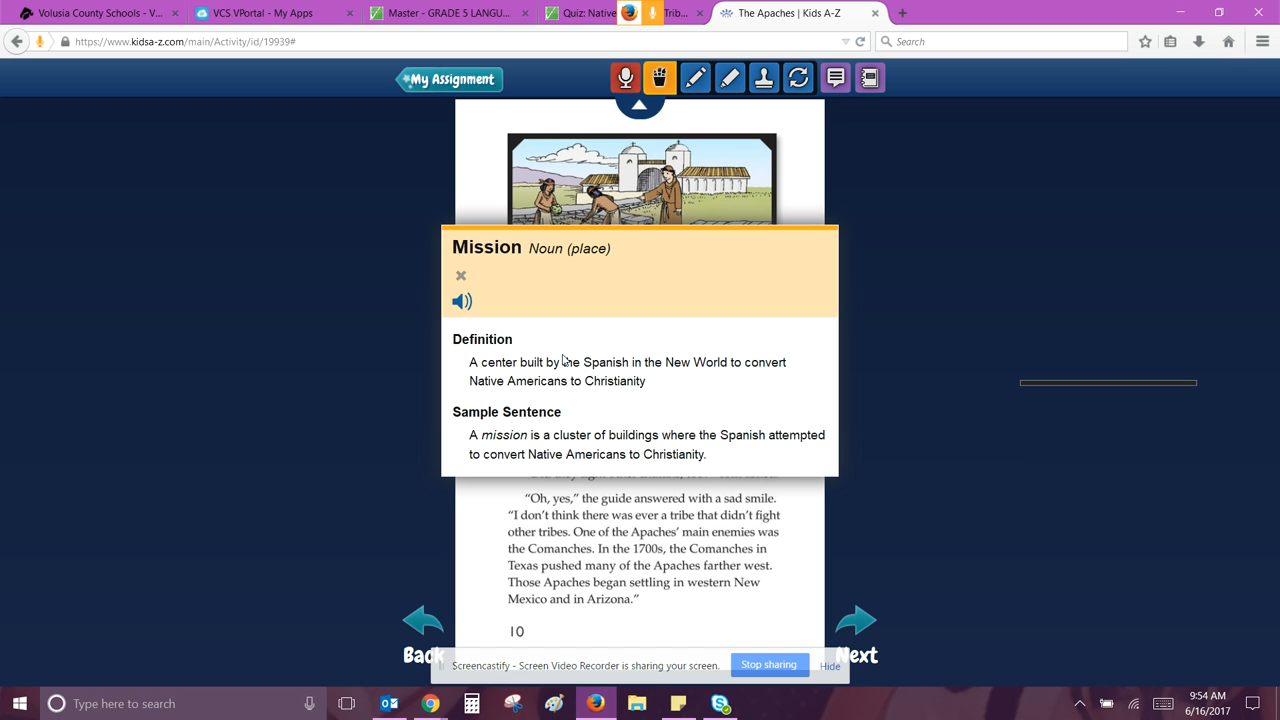 Volusia County Schools - V...
VCS VPortal - My Apps
Master - GRADE 5 LANGU...
Quiz: Native
Trib...
The Apaches | Kids A-Z
https://www.kidsa-z.com/main/Activity/id/19939#
Search
My Assignment
Mission Noun (place)
Definition
A center built by the Spanish in the New World to convert
Native Americans to Christianity
Sample Sentence
A mission is a cluster of buildings where the Spanish attempted
to convert Native Americans to Christianity.
“Oh, yes,” the guide answered with a sad smile.
“I don’t think there was ever a tribe that didn’t fight
other tribes. One of the Apaches’ main enemies was
the Comanches. In the 1700s, the Comanches in
Texas pushed many of the Apaches farther west.
Those Apaches began settling in western New
Mexico and in Arizona.”
10
Back
Next
Screencastify - Screen Video Recorder is sharing your screen.
Stop sharing
Hide
Type here to search
9:54 AM
6/16/2017